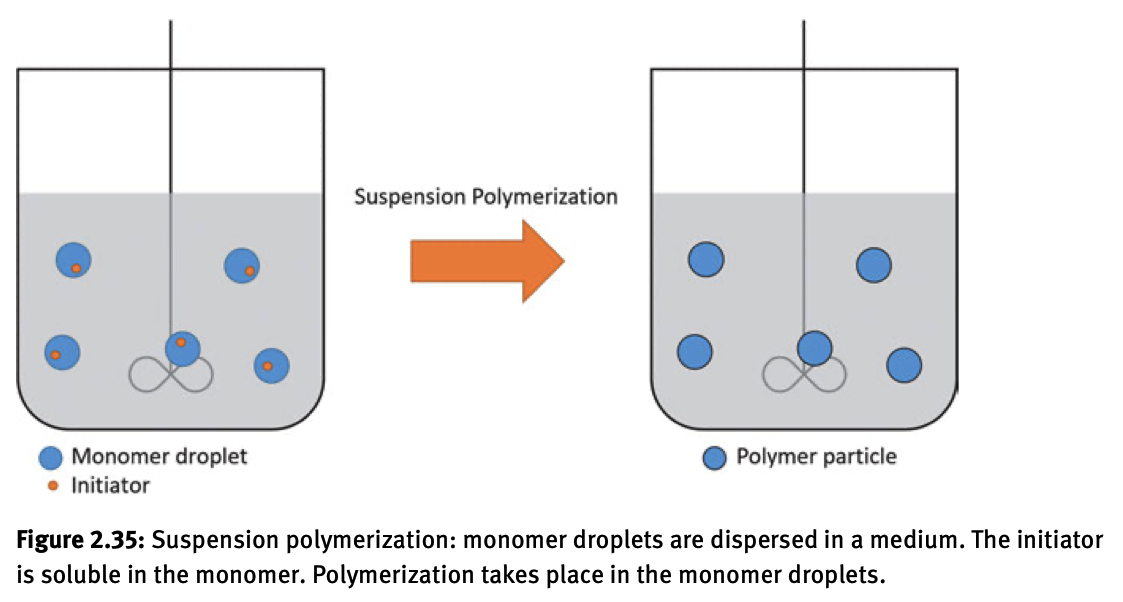 Suspension Polymerization
Monomer droplet
Initiator
Polymer particle
Figure 2.35: Suspension polymerization: monomer droplets are dispersed in a medium. The initiator
is soluble in the monomer. Polymerization takes place in the monomer droplets.